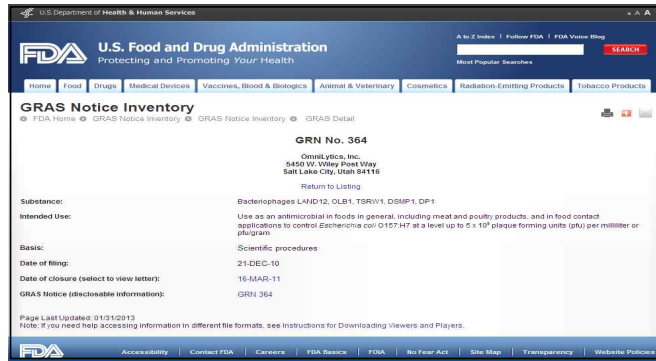 U.S. Department of Health & Human Services
a A A
A to Z Index | Follow FDA | FDA Voice Blog
FDA
U.S. Food and Drug Administration
Protecting and Promoting Your Health
SEARCH
Most Popular Searches
Home Food Drugs Medical Devices Vaccines, Blood & Biologics Animal & Veterinary Cosmetics Radiation-Emitting Products Tobacco Products
GRAS Notice Inventory
FDA Home GRAS Notice Inventory GRAS Notice Inventory GRAS Detail
GRN No. 364
OmniLytics, Inc.
5450 W. Wiley Post Way
Salt Lake City, Utah 84116
Return to Listing
Substance: Bacteriophages LAND12, OLB1, TSRW1, DSMP1, DP1
Intended Use: Use as an antimicrobial in foods in general, including meat and poultry products, and in food contact
applications to control Escherichia coli O157:H7 at a level up to 5 x 10⁹ plaque forming units (pfu) per milliliter or
pfu/gram
Basis: Scientific procedures
Date of filing: 21-DEC-10
Date of closure (select to view letter): 16-MAR-11
GRAS Notice (disclosable information): GRN 364
Page Last Updated: 01/31/2013
Note: If you need help accessing information in different file formats, see Instructions for Downloading Viewers and Players.
FDA Accessibility | Contact FDA | Careers | FDA Basics | FOIA | No Fear Act | Site Map | Transparency | Website Policies